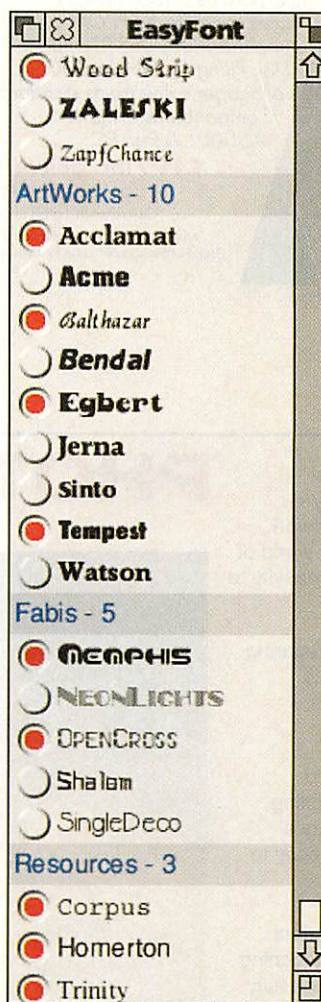 EasyFont
Wood Strip
ZALESKI
ZapfChance
ArtWorks - 10
Acclamat
Acme
Balthazar
Bendal
Egbert
Jerna
Sinto
Tempest
Watson
Fabis - 5
MEMPHIS
NEONLIGHTS
OPENCROSS
Shalom
SingleDeco
Resources - 3
Corpus
Homerton
Trinity